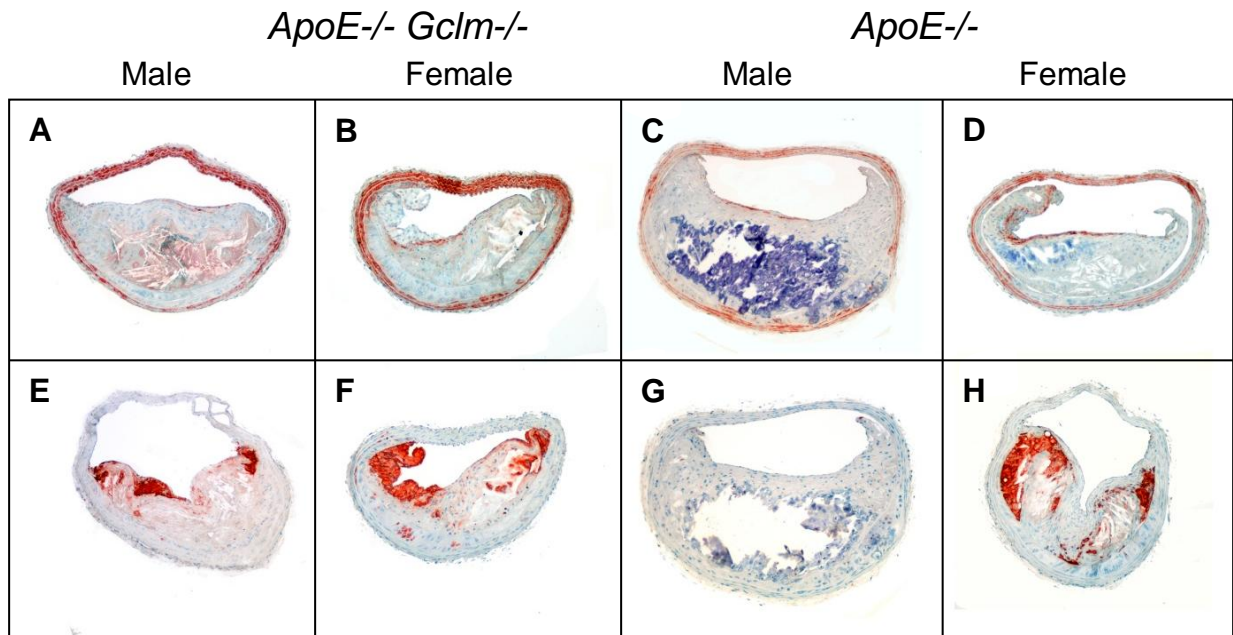 ApoE-/- Gclm-/- ApoE-/-
Male Female Male Female
A B C D
E F G H